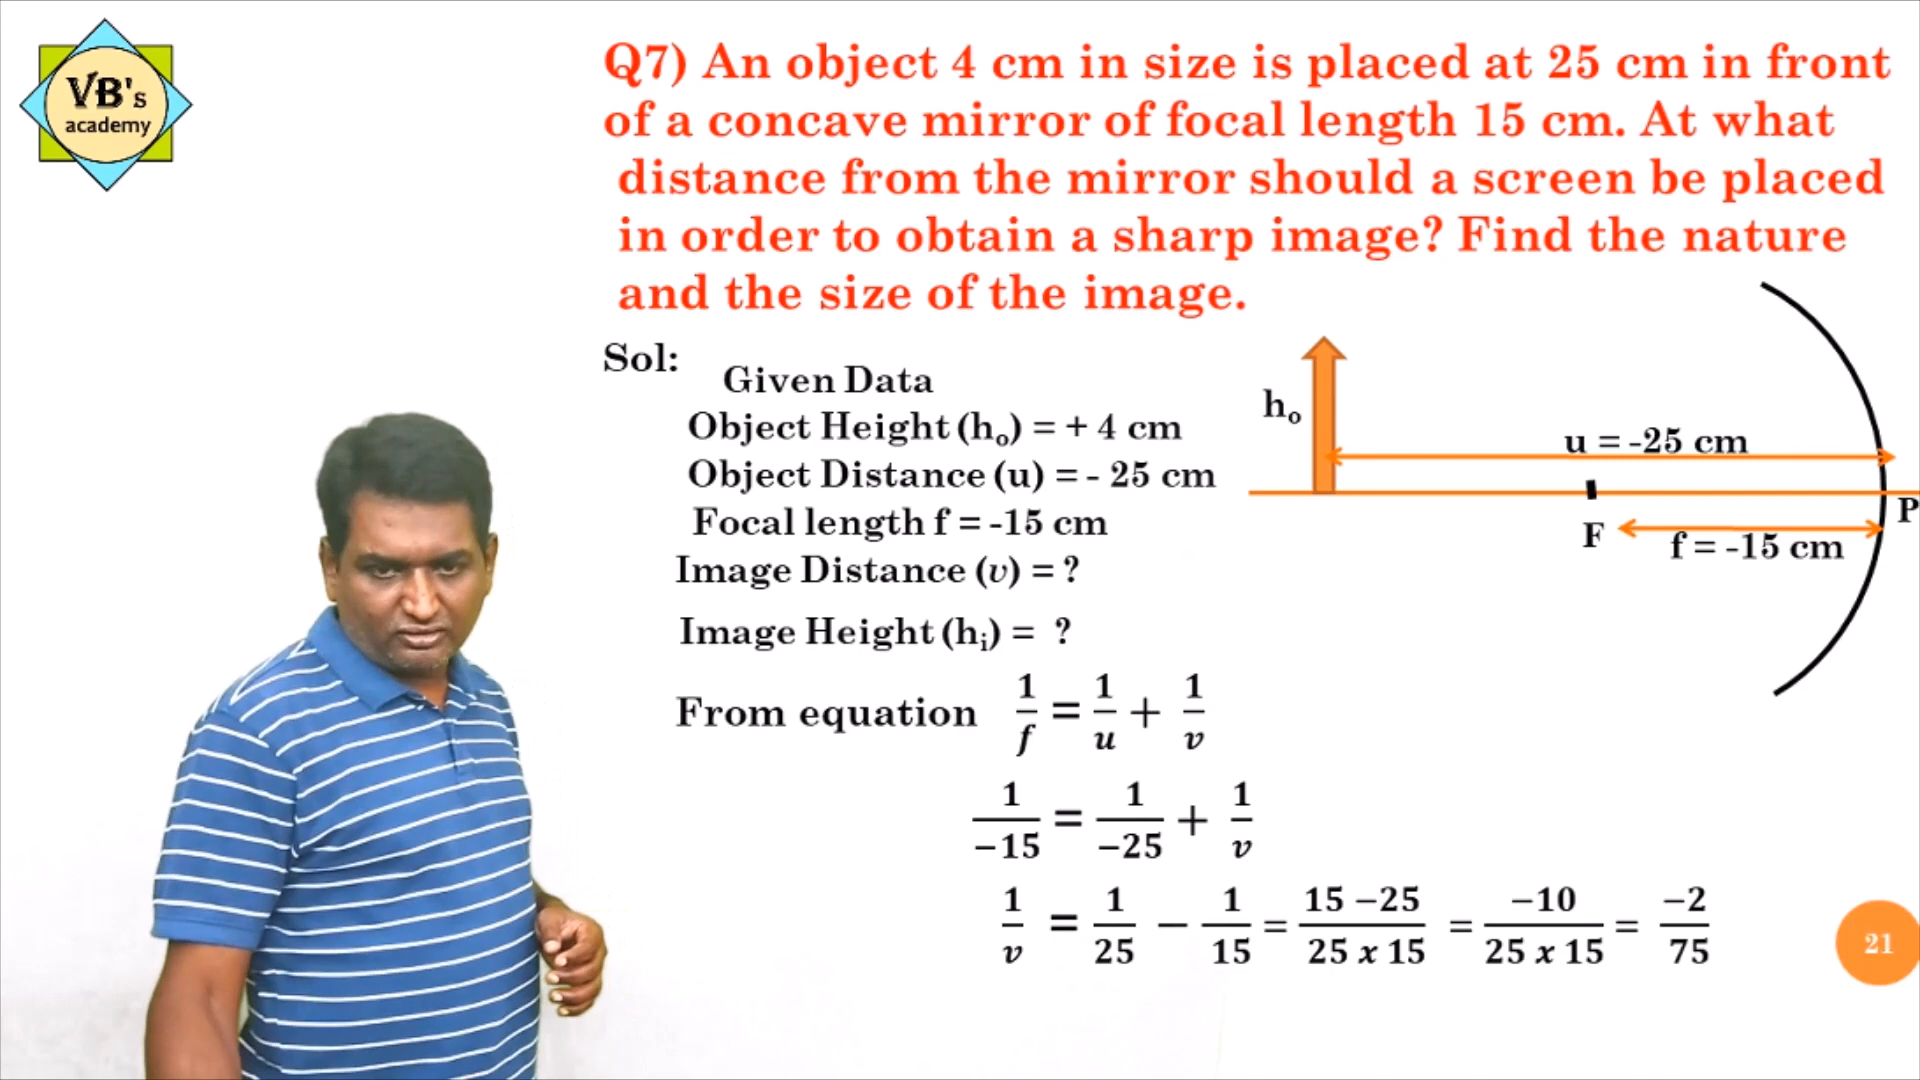 VB's
academy
Q7) An object 4 cm in size is placed at 25 cm in front
of a concave mirror of focal length 15 cm. At what
distance from the mirror should a screen be placed
in order to obtain a sharp image? Find the nature
and the size of the image.
Sol:
Given Data
Object Height (hₒ) = + 4 cm
Object Distance (u) = - 25 cm
Focal length f = -15 cm
Image Distance (v) = ?
Image Height (hᵢ) = ?
hₒ
u = -25 cm
P
F
f = -15 cm
From equation 1/f = 1/u + 1/v
1/−15 = 1/−25 + 1/v
1/v = 1/25 − 1/15 = 15 −25/25 x 15 = −10/25 x 15 = −2/75
21